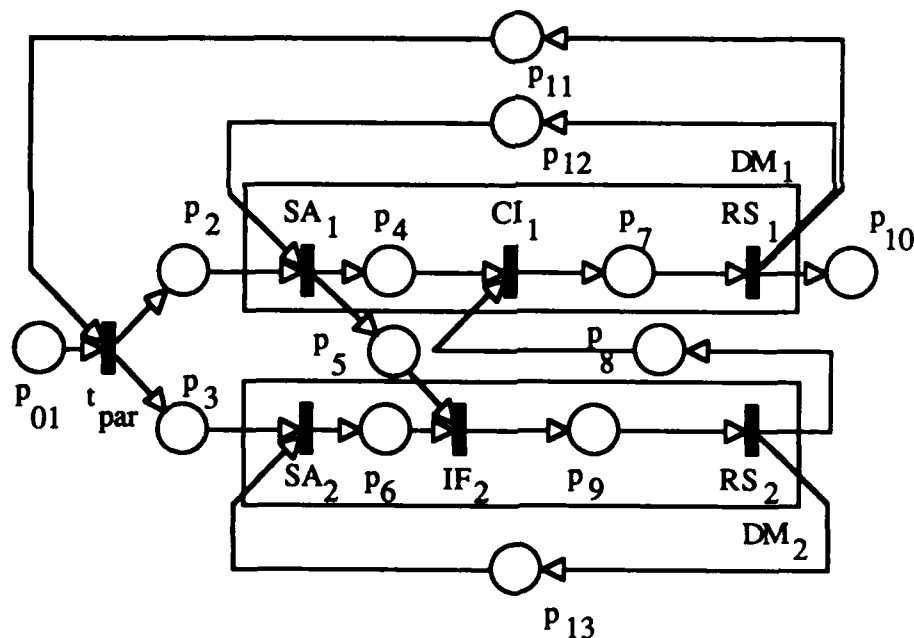 p11
p12
DM1
p2
SA1
p4
CI1
p7
RS1
p10
p5
p8
p01
tpar
p3
SA2
p6
IF2
p9
RS2
DM2
p13